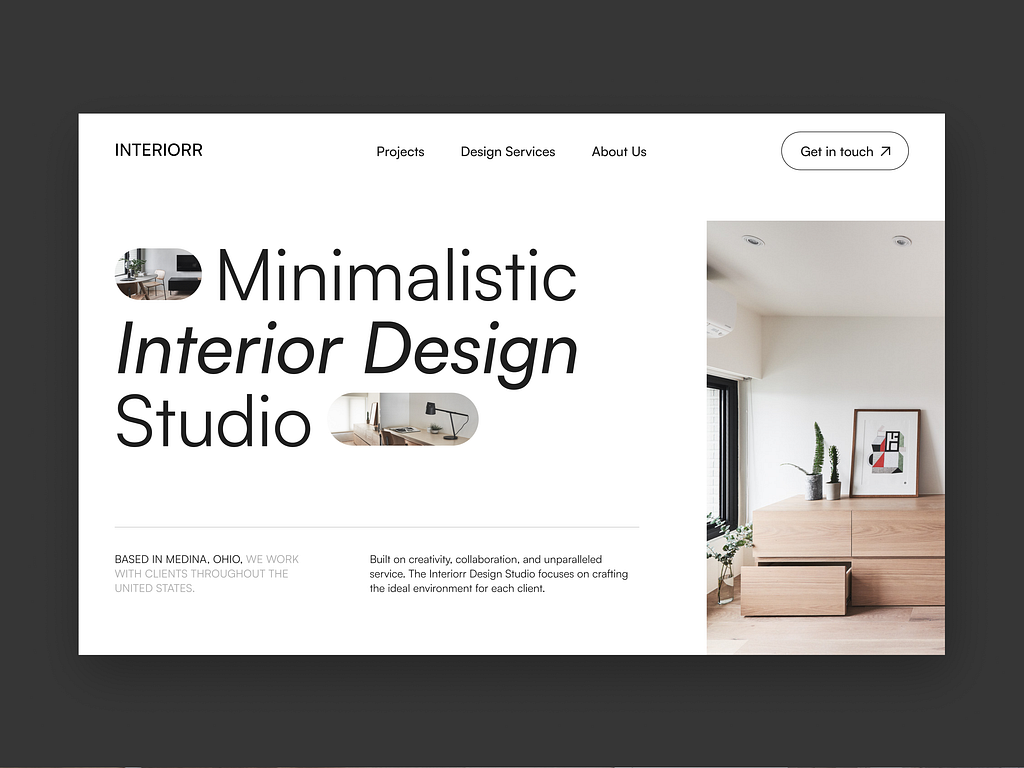 INTERIORR
Projects
Design Services
About Us
Get in touch
Minimalistic
Interior Design
Studio
BASED IN MEDINA, OHIO, WE WORK
WITH CLIENTS THROUGHOUT THE
UNITED STATES.
Built on creativity, collaboration, and unparalleled
service. The Interiorr Design Studio focuses on crafting
the ideal environment for each client.